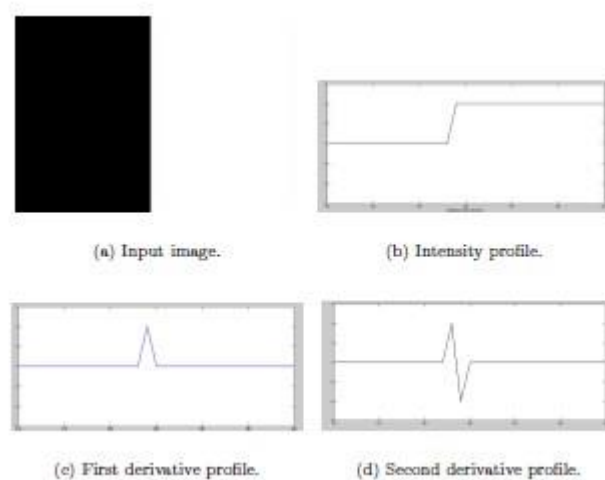 (a) Input image.
(b) Intensity profile.
(c) First derivative profile.
(d) Second derivative profile.